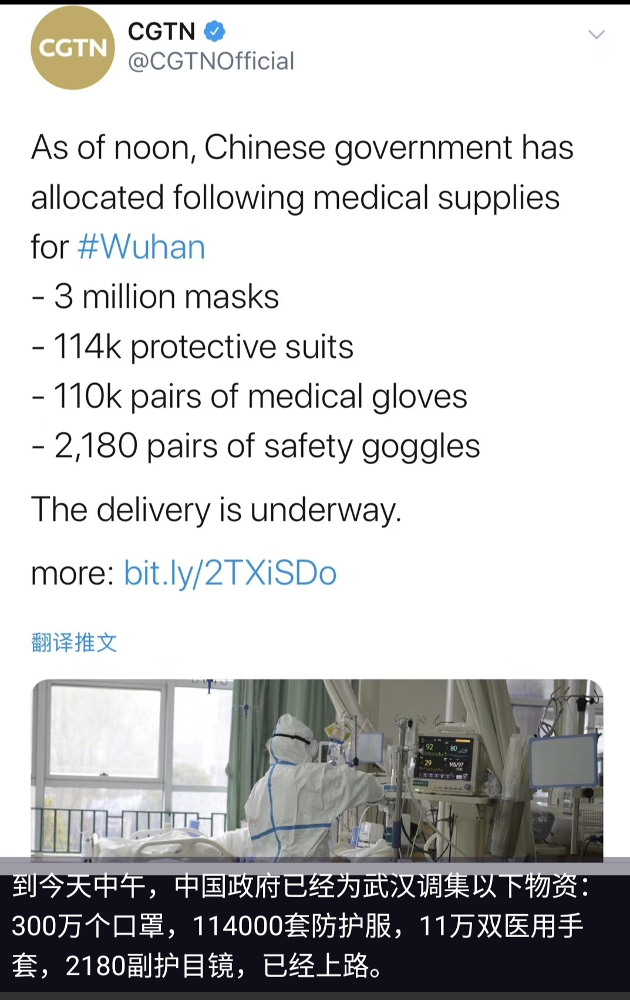 CGTN
CGTN
@CGTNOfficial
As of noon, Chinese government has
allocated following medical supplies
for #Wuhan
- 3 million masks
- 114k protective suits
- 110k pairs of medical gloves
- 2,180 pairs of safety goggles
The delivery is underway.
more: bit.ly/2TXiSDo
翻译推文
92
80
29
145/97
到今天中午，中国政府已经为武汉调集以下物资：
300万个口罩，114000套防护服，11万双医用手
套，2180副护目镜，已经上路。